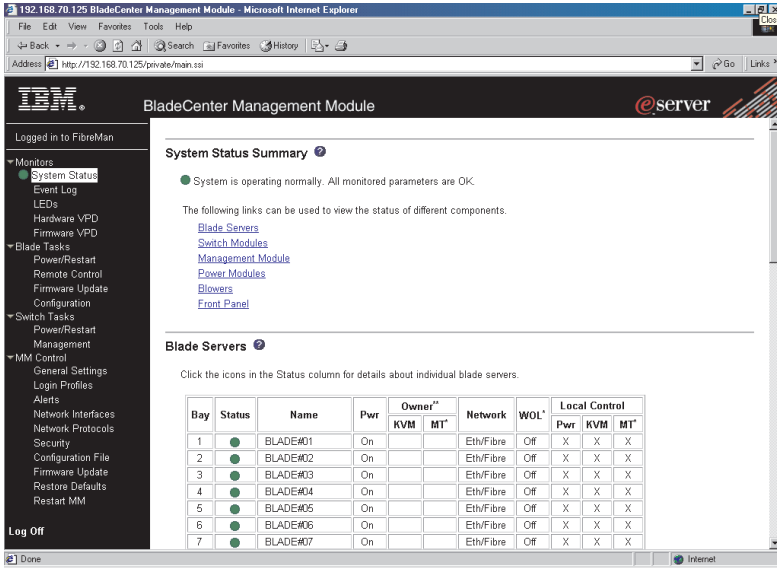 192.168.70.125 BladeCenter Management Module - Microsoft Internet Explorer
Clos
File Edit View Favorites Tools Help
Back Search Favorites History
Address http://192.168.70.125/private/main.ssi Go Links »
IBM. BladeCenter Management Module @server
Logged in to FibreMan
Monitors
System Status
Event Log
LEDs
Hardware VPD
Firmware VPD
Blade Tasks
Power/Restart
Remote Control
Firmware Update
Configuration
Switch Tasks
Power/Restart
Management
MM Control
General Settings
Login Profiles
Alerts
Network Interfaces
Network Protocols
Security
Configuration File
Firmware Update
Restore Defaults
Restart MM
Log Off
System Status Summary ?
System is operating normally. All monitored parameters are OK.
The following links can be used to view the status of different components.
Blade Servers
Switch Modules
Management Module
Power Modules
Blowers
Front Panel
Blade Servers ?
Click the icons in the Status column for details about individual blade servers.
Bay Status Name Pwr Owner** Network WOL* Local Control
KVM MT* Pwr KVM MT*
1 BLADE#01 On Eth/Fibre Off X X X
2 BLADE#02 On Eth/Fibre Off X X X
3 BLADE#03 On Eth/Fibre Off X X X
4 BLADE#04 On Eth/Fibre Off X X X
5 BLADE#05 On Eth/Fibre Off X X X
6 BLADE#06 On Eth/Fibre Off X X X
7 BLADE#07 On Eth/Fibre Off X X X
Done Internet